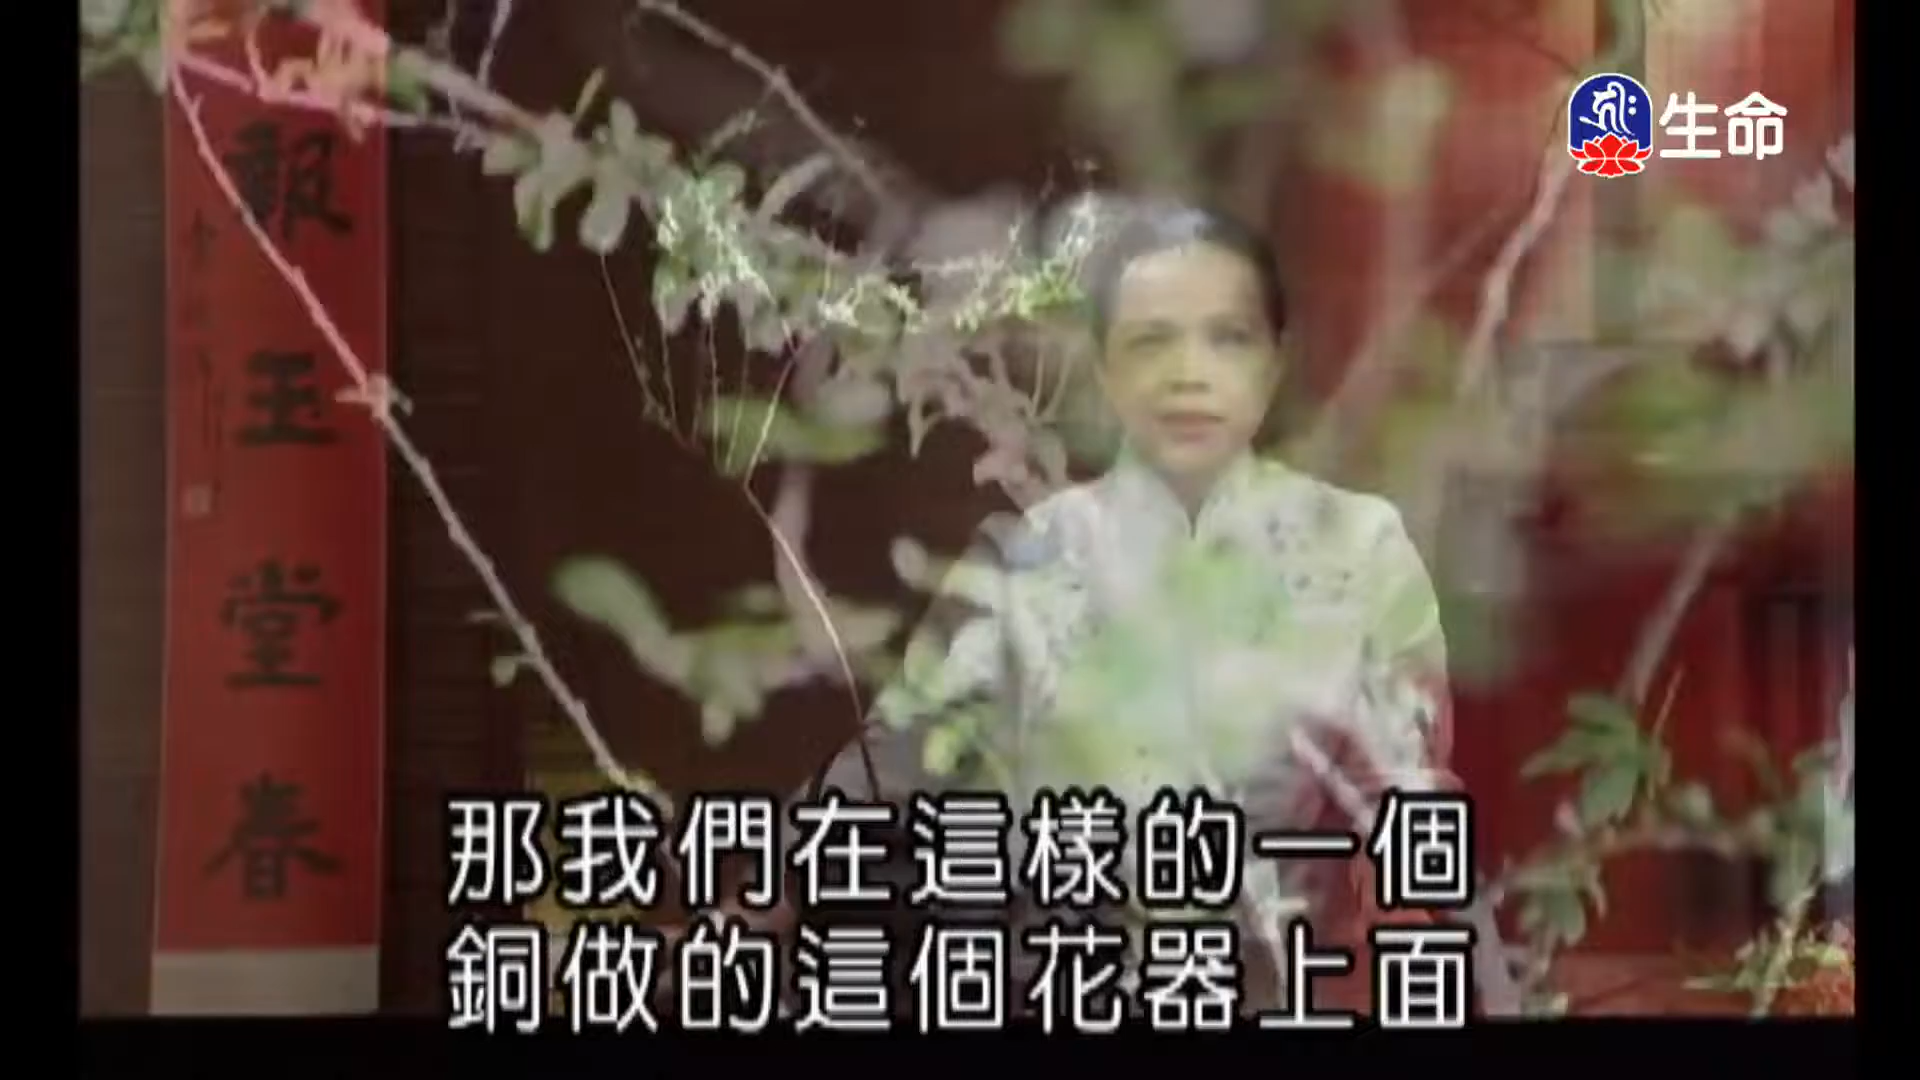 生命
玉
堂
春
那我們在這樣的一個
銅做的這個花器上面